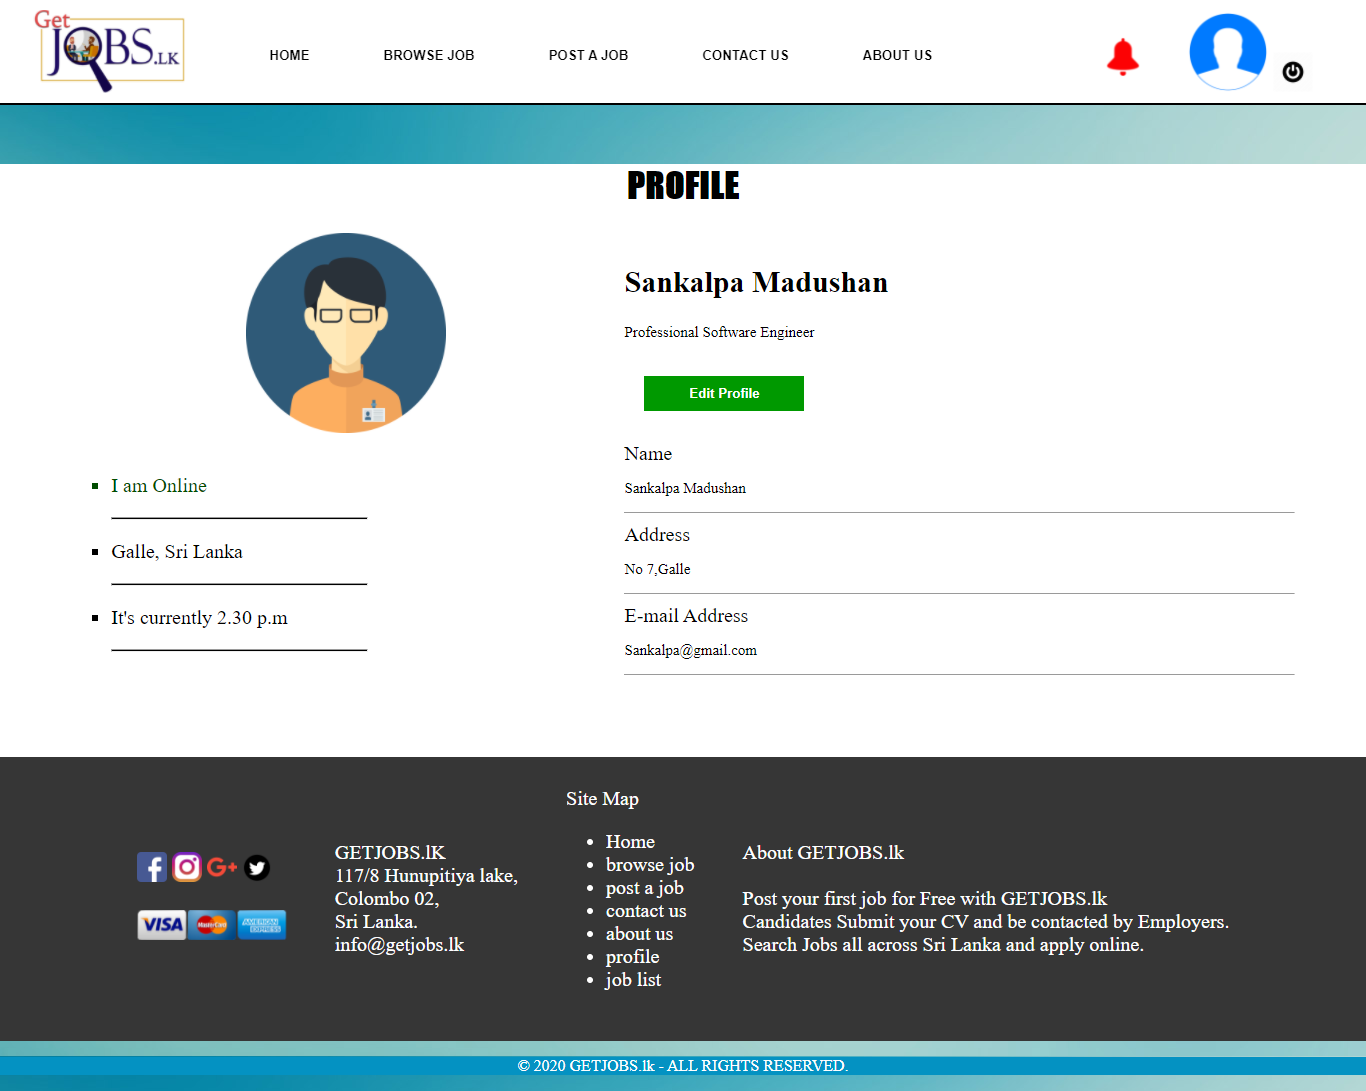 Get
JOBS.LK
HOME
BROWSE JOB
POST A JOB
CONTACT US
ABOUT US
PROFILE
Sankalpa Madushan
Professional Software Engineer
Edit Profile
I am Online
Galle, Sri Lanka
It's currently 2.30 p.m
Name
Sankalpa Madushan
Address
No 7,Galle
E-mail Address
Sankalpa@gmail.com
VISA
MasterCard
AMERICAN
EXPRESS
GETJOBS.lK
117/8 Hunupitiya lake,
Colombo 02,
Sri Lanka.
info@getjobs.lk
Site Map
Home
browse job
post a job
contact us
about us
profile
job list
About GETJOBS.lk
Post your first job for Free with GETJOBS.lk
Candidates Submit your CV and be contacted by Employers.
Search Jobs all across Sri Lanka and apply online.
© 2020 GETJOBS.lk - ALL RIGHTS RESERVED.